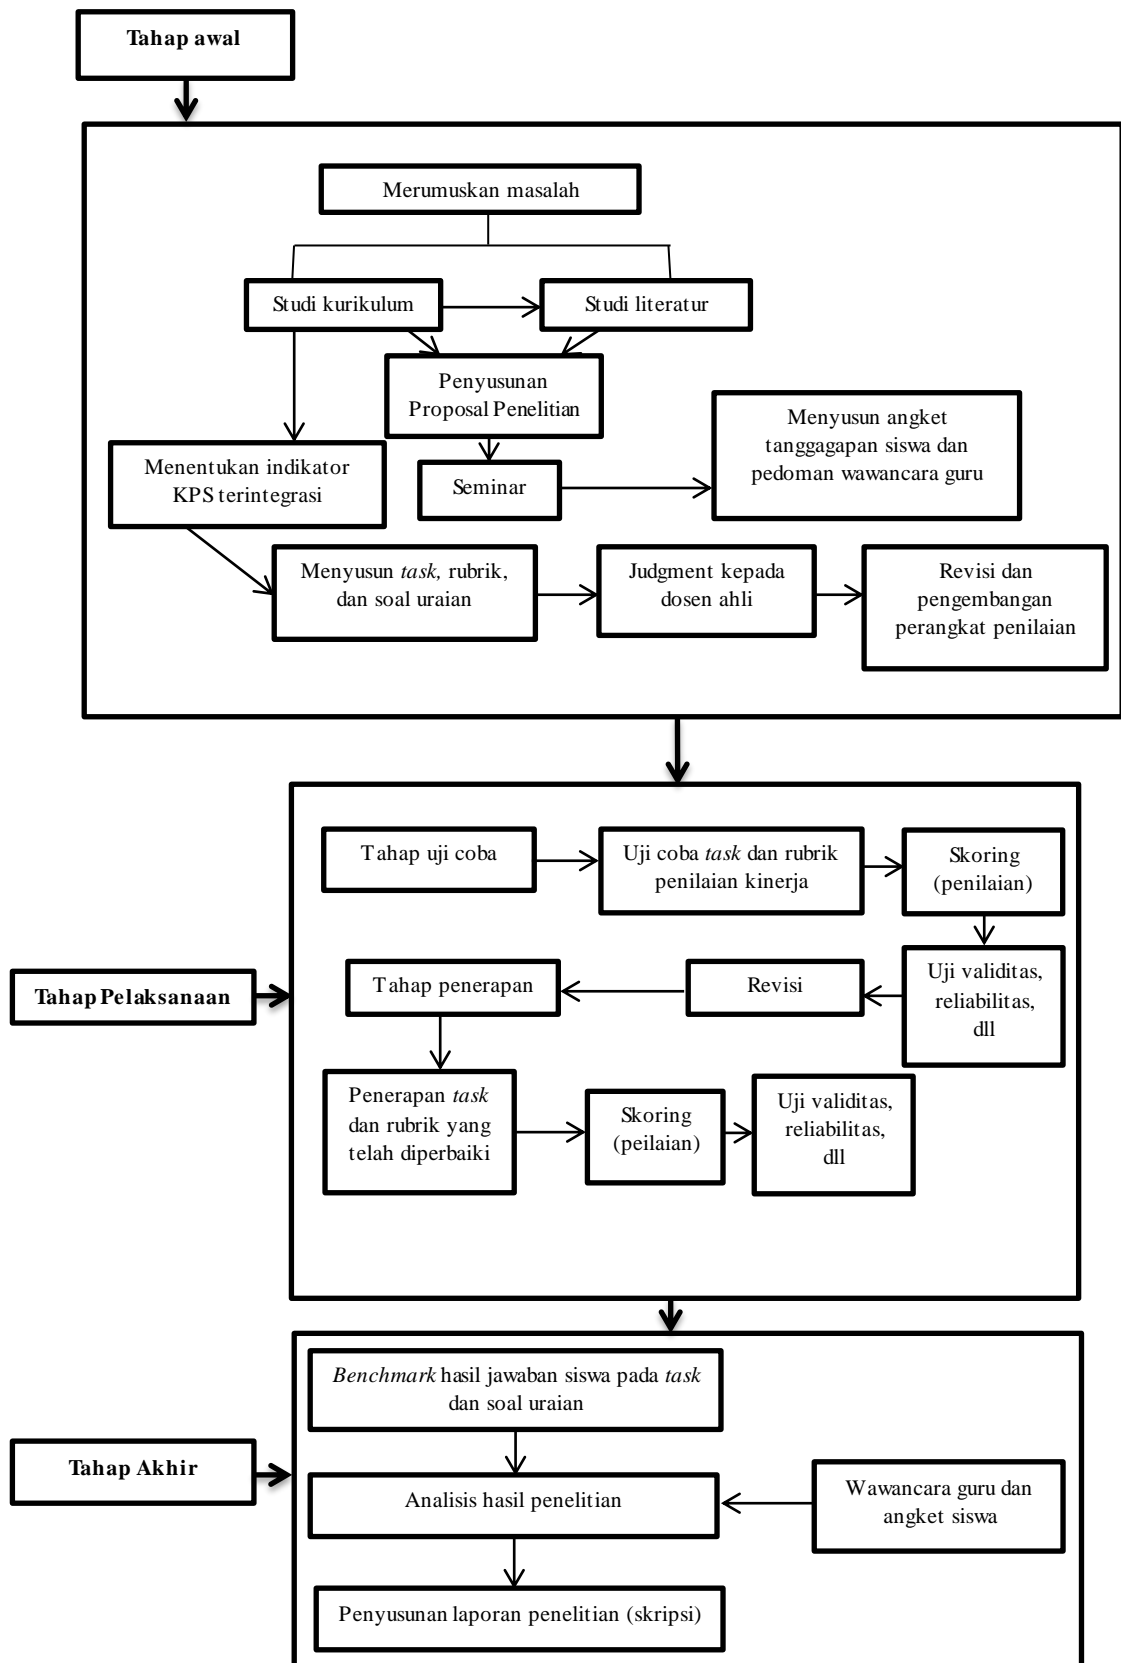 Tahap awal
Merumuskan masalah
Studi kurikulum
Studi literatur
Penyusunan
Proposal Penelitian
Menyusun angket
tanggagapan siswa dan
pedoman wawancara guru
Menentukan indikator
KPS terintegrasi
Seminar
Menyusun task, rubrik,
dan soal uraian
Judgment kepada
dosen ahli
Revisi dan
pengembangan
perangkat penilaian
Tahap uji coba
Uji coba task dan rubrik
penilaian kinerja
Skoring
(penilaian)
Tahap Pelaksanaan
Tahap penerapan
Revisi
Uji validitas,
reliabilitas,
dll
Penerapan task
dan rubrik yang
telah diperbaiki
Skoring
(peilaian)
Uji validitas,
reliabilitas,
dll
Benchmark hasil jawaban siswa pada task
dan soal uraian
Tahap Akhir
Analisis hasil penelitian
Wawancara guru dan
angket siswa
Penyusunan laporan penelitian (skripsi)